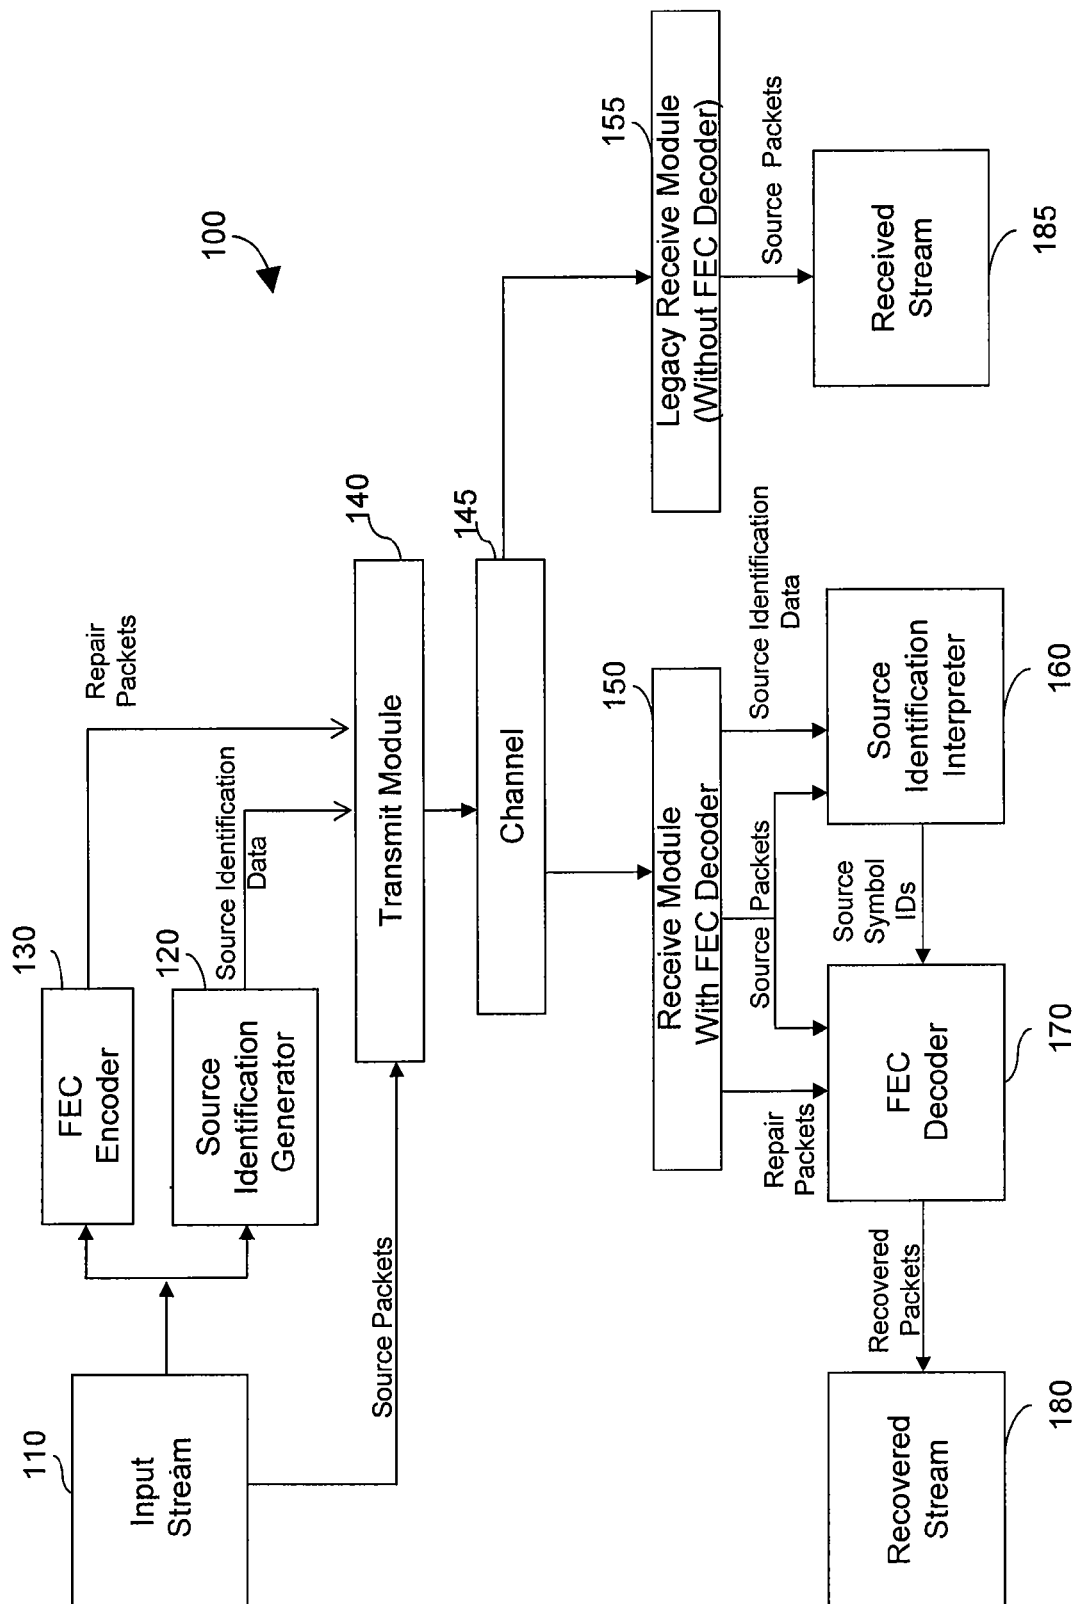 100
110
Input
Stream
130
FEC
Encoder
120
Source
Identification
Generator
Repair
Packets
Source Identification
Data
Source Packets
140
Transmit Module
145
Channel
150
Receive Module
With FEC Decoder
155
Legacy Receive Module
(Without FEC Decoder)
Repair
Packets
Source Packets
Source Packets
Source Identification
Data
Source Packets
Recovered Stream
180
Recovered
Packets
FEC
Decoder
170
Source
Symbol
IDs
Source
Identification
Interpreter
160
Received
Stream
185